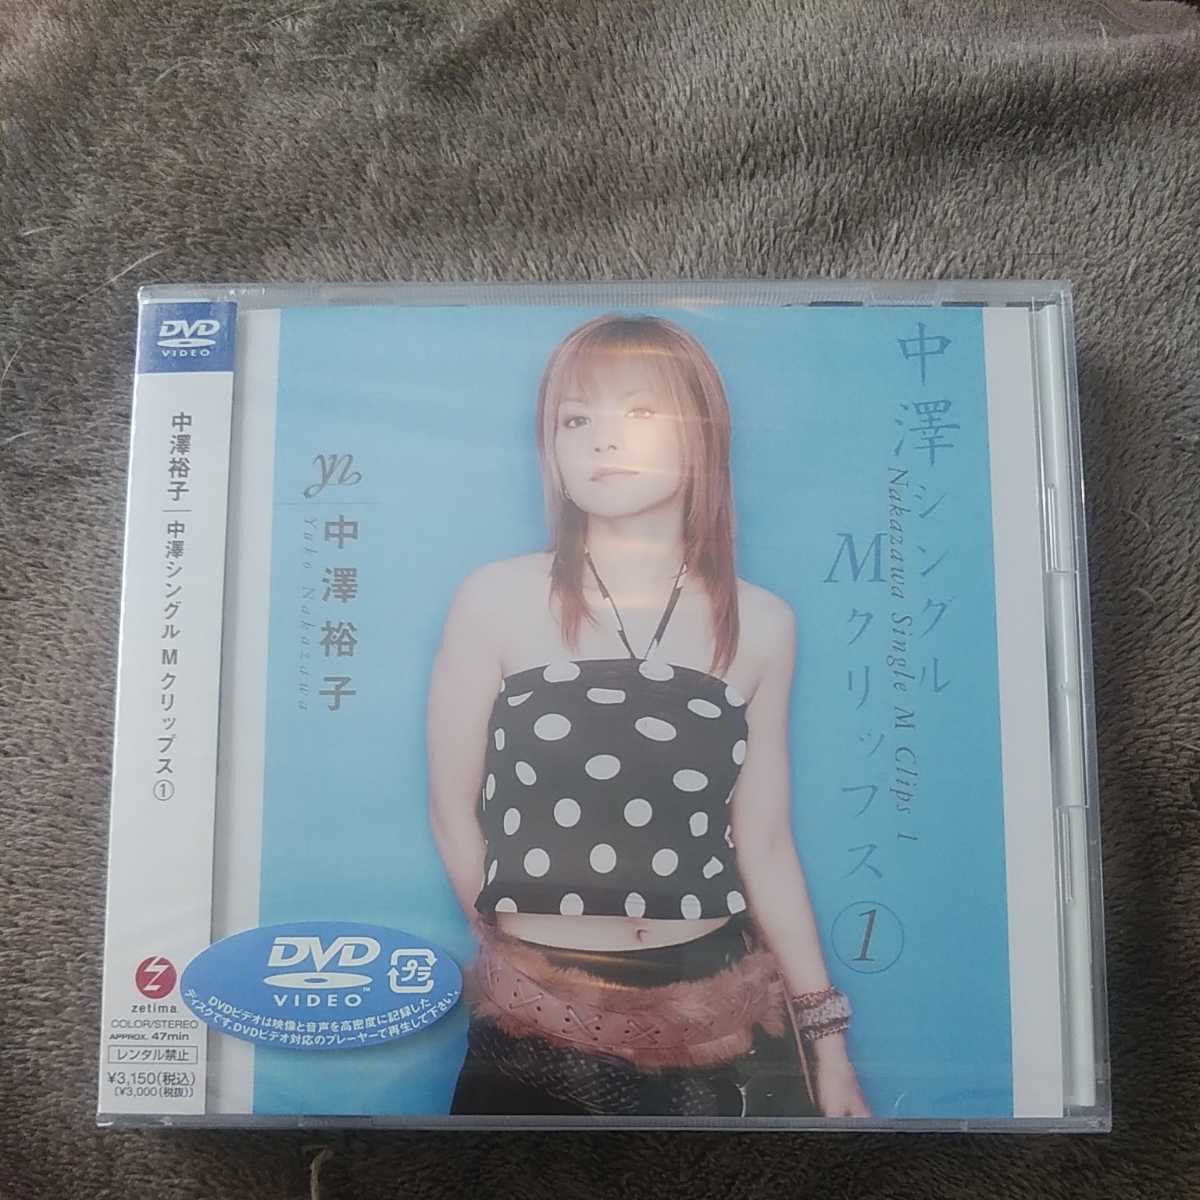 DVD
VIDEO
中澤裕子 中澤シングル M クリップス①
zetima
COLOR/STEREO
APPROX. 47min
レンタル禁止
¥3,150(税込)
(¥3,000(税抜))
yn
中澤裕子
Yuko Nakazawa
中澤シングル
Nakazawa Single M Clips 1
Mクリップス①
DVD
VIDEO
TM
プラ
DVDビデオは映像と音声を高密度に記録した
ディスクです。DVDビデオ対応のプレーヤーで再生して下さい。